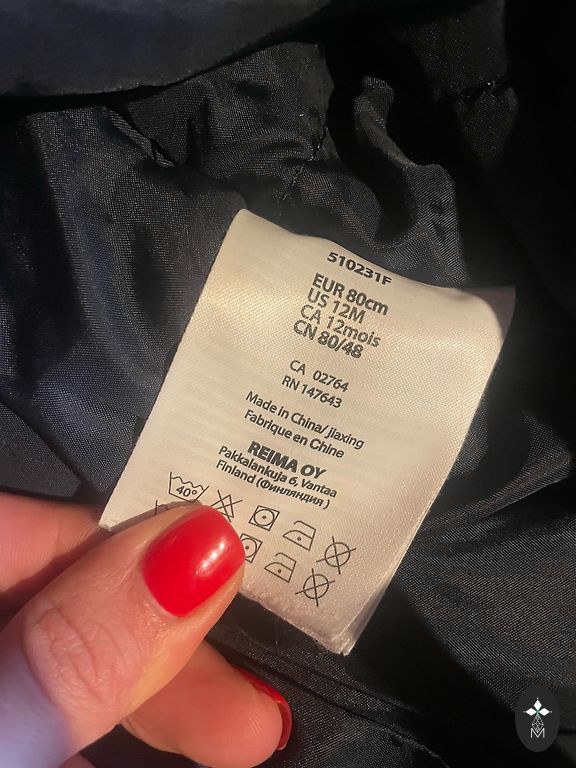 510231F
EUR 80cm
US 12M
CA 12mois
CN 80/48
CA 02764
RN 147643
Made in China/ Jiaxing
Fabrique en Chine
REIMA OY
Pakkalankuja 6, Vantaa
Finland (Финляндия)
40°